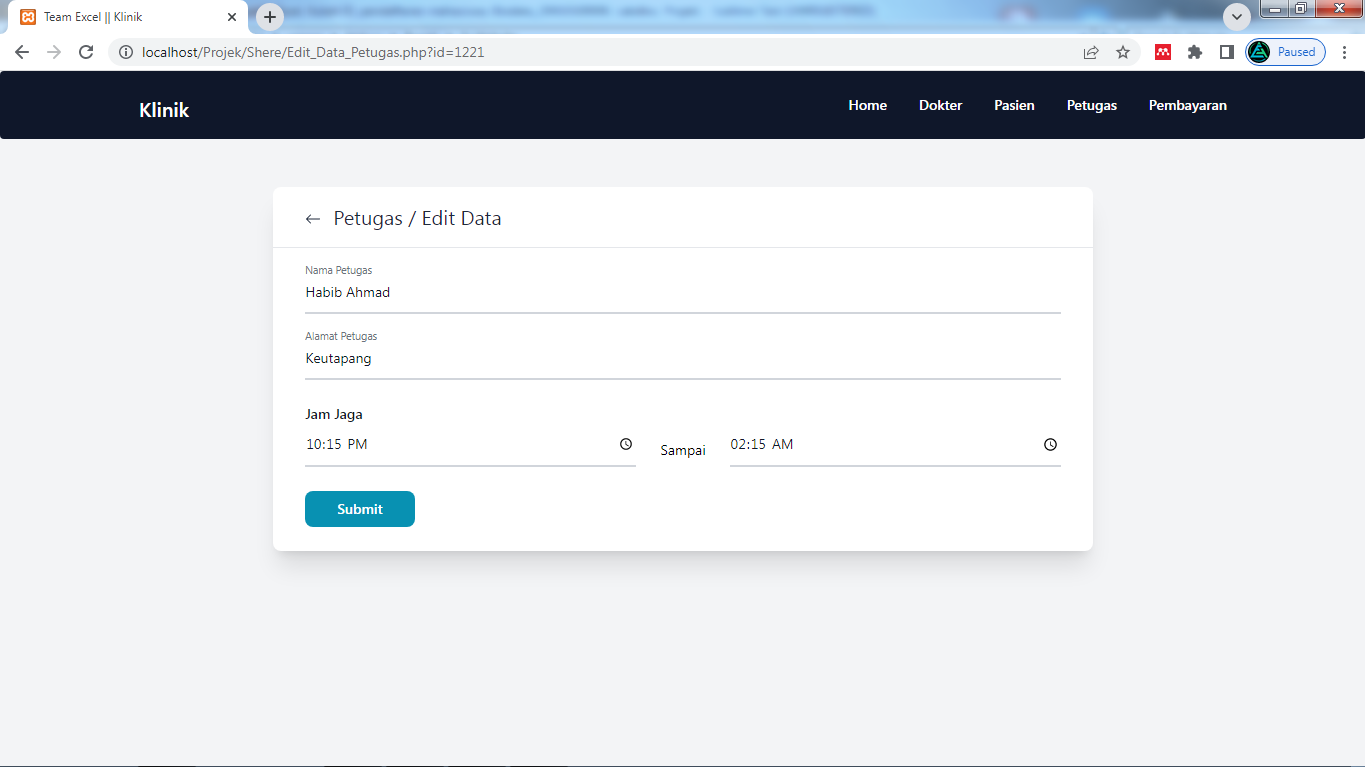 Team Excel || Klinik
localhost/Projek/Shere/Edit_Data_Petugas.php?id=1221
Paused
Klinik
Home Dokter Pasien Petugas Pembayaran
Petugas / Edit Data
Nama Petugas
Habib Ahmad
Alamat Petugas
Keutapang
Jam Jaga
10:15 PM Sampai 02:15 AM
Submit